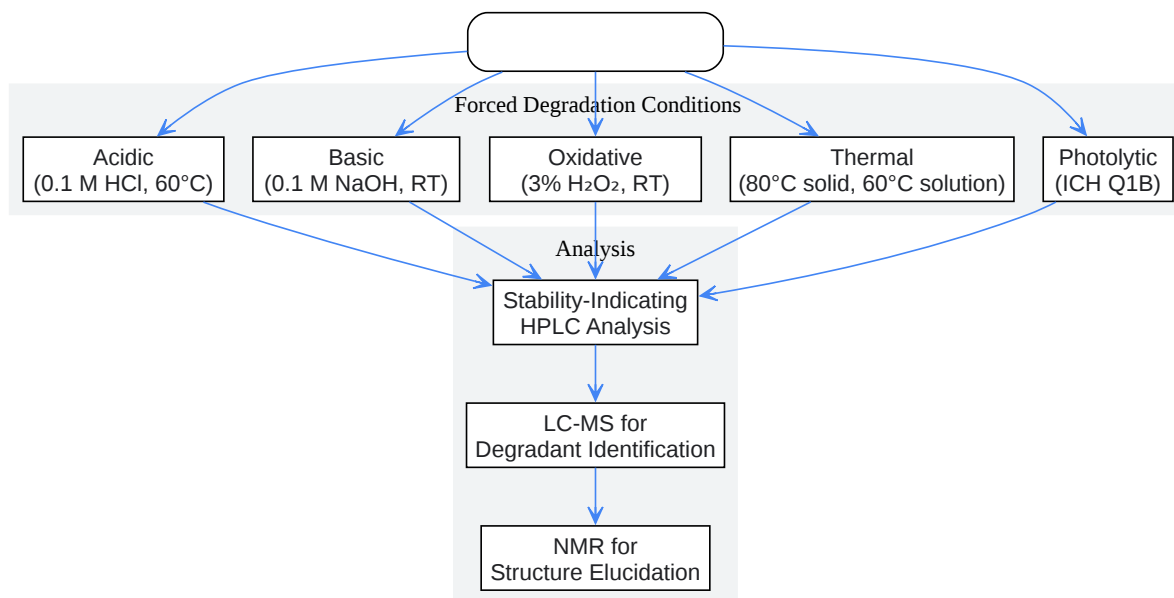 Forced Degradation Conditions
Acidic
(0.1 M HCl, 60°C)
Basic
(0.1 M NaOH, RT)
Oxidative
(3% H₂O₂, RT)
Thermal
(80°C solid, 60°C solution)
Photolytic
(ICH Q1B)
Analysis
Stability-Indicating
HPLC Analysis
LC-MS for
Degradant Identification
NMR for
Structure Elucidation